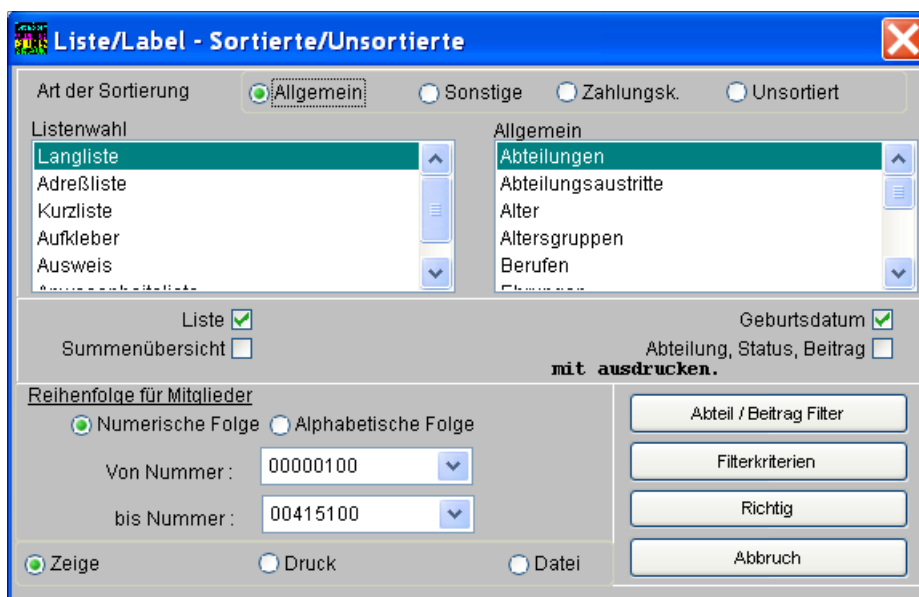 Liste/Label - Sortierte/Unsortierte
Art der Sortierung Allgemein Sonstige Zahlungsk. Unsortiert
Listenwahl Allgemein
Langliste Abteilungen
Adreßliste Abteilungsaustritte
Kurzliste Alter
Aufkleber Altersgruppen
Ausweis Berufen
Liste Geburtsdatum
Summenübersicht Abteilung, Status, Beitrag
mit ausdrucken.
Reihenfolge für Mitglieder
Numerische Folge Alphabetische Folge
Von Nummer : 00000100
bis Nummer : 00415100
Abteil / Beitrag Filter
Filterkriterien
Richtig
Abbruch
Zeige Druck Datei